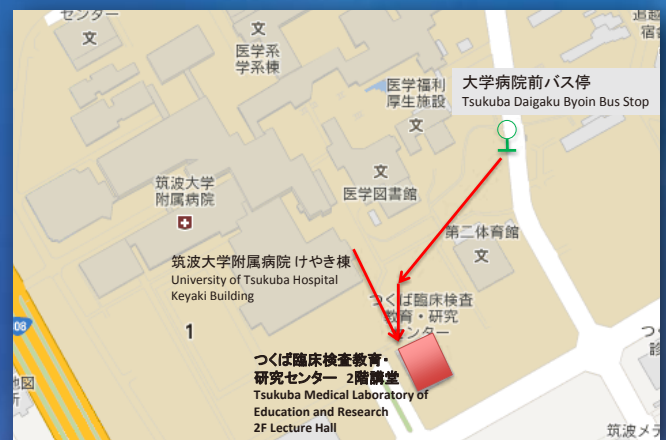 センター
文
文
医学系
学系棟
医学福利
厚生施設
文
大学病院前バス停
Tsukuba Daigaku Byoin Bus Stop
筑波大学
附属病院
文
医学図書館
第二体育館
文
筑波大学附属病院 けやき棟
University of Tsukuba Hospital
Keyaki Building
つくば臨床検査
教育・研究
センター
1
つくば臨床検査教育・
研究センター 2階講堂
Tsukuba Medical Laboratory of
Education and Research
2F Lecture Hall
筑波メデ